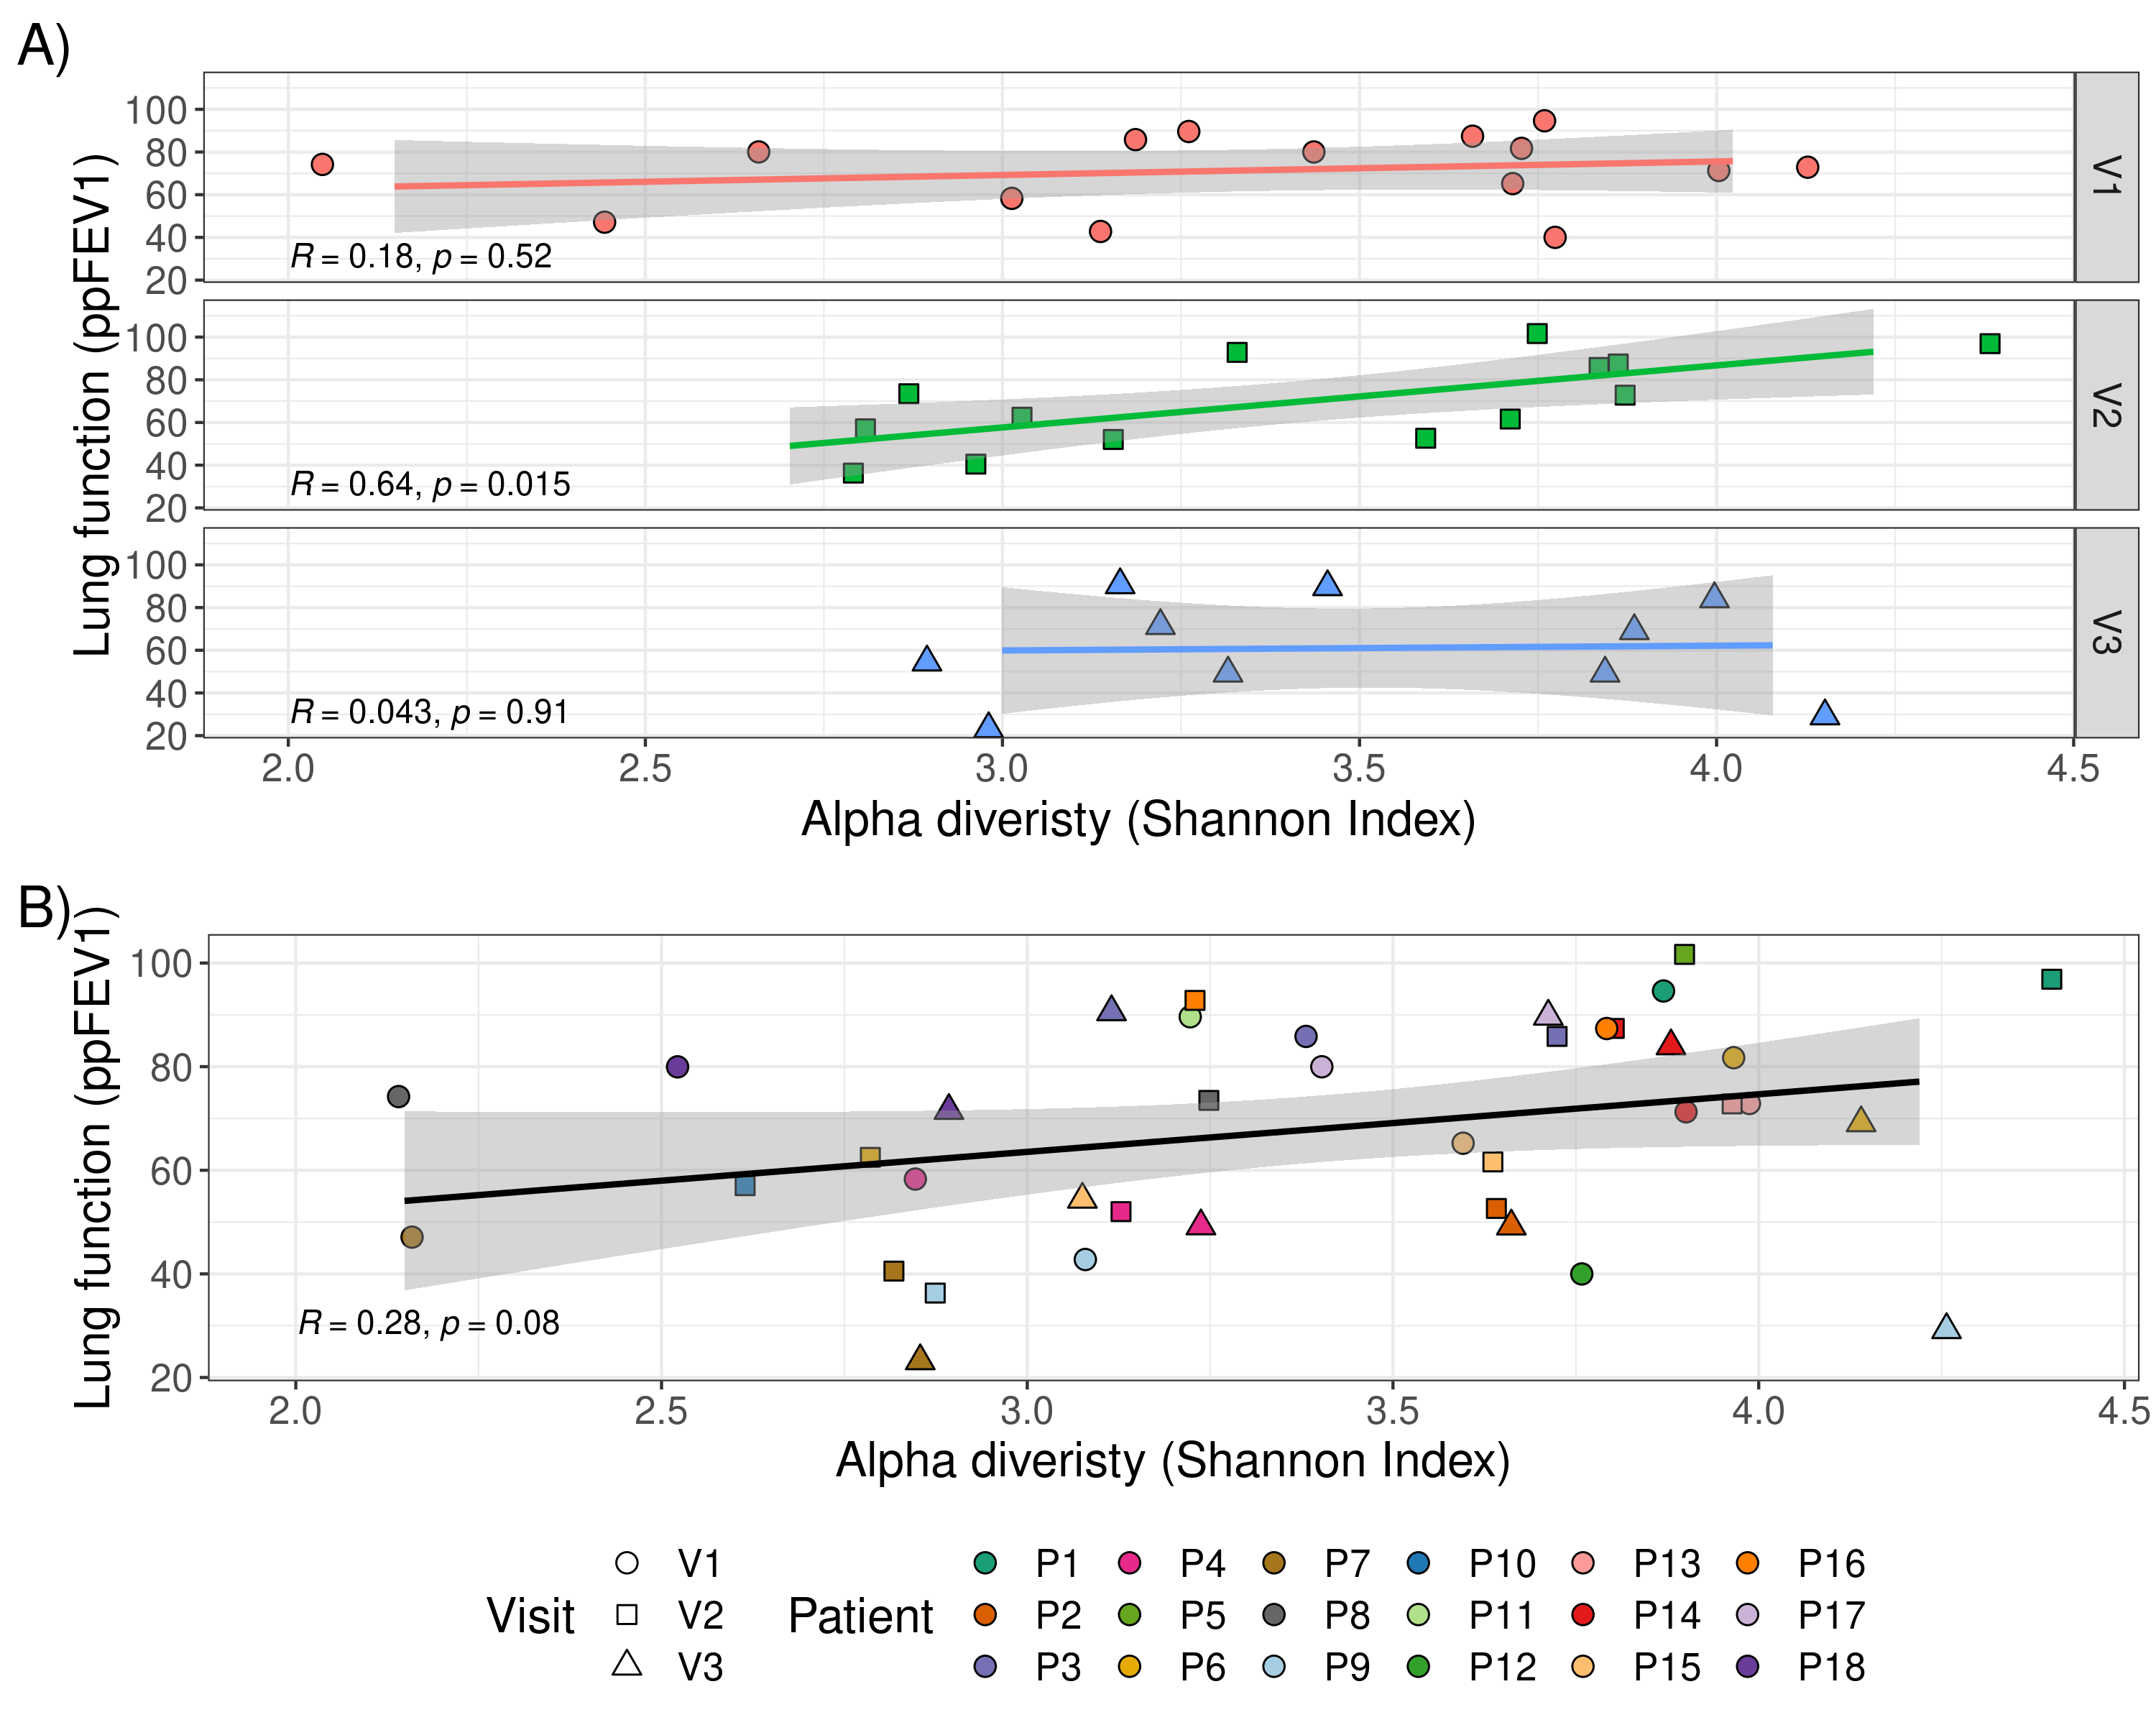 A)
Lung function (ppFEV1)
100
80
60
40
20
R = 0.18, p = 0.52
V1
100
80
60
40
20
R = 0.64, p = 0.015
V2
100
80
60
40
20
R = 0.043, p = 0.91
V3
2.0 2.5 3.0 3.5 4.0 4.5
Alpha diveristy (Shannon Index)
B)
Lung function (ppFEV1)
100
80
60
40
20
R = 0.28, p = 0.08
2.0 2.5 3.0 3.5 4.0 4.5
Alpha diveristy (Shannon Index)
V1 P1 P4 P7 P10 P13 P16
Visit V2 Patient P2 P5 P8 P11 P14 P17
V3 P3 P6 P9 P12 P15 P18